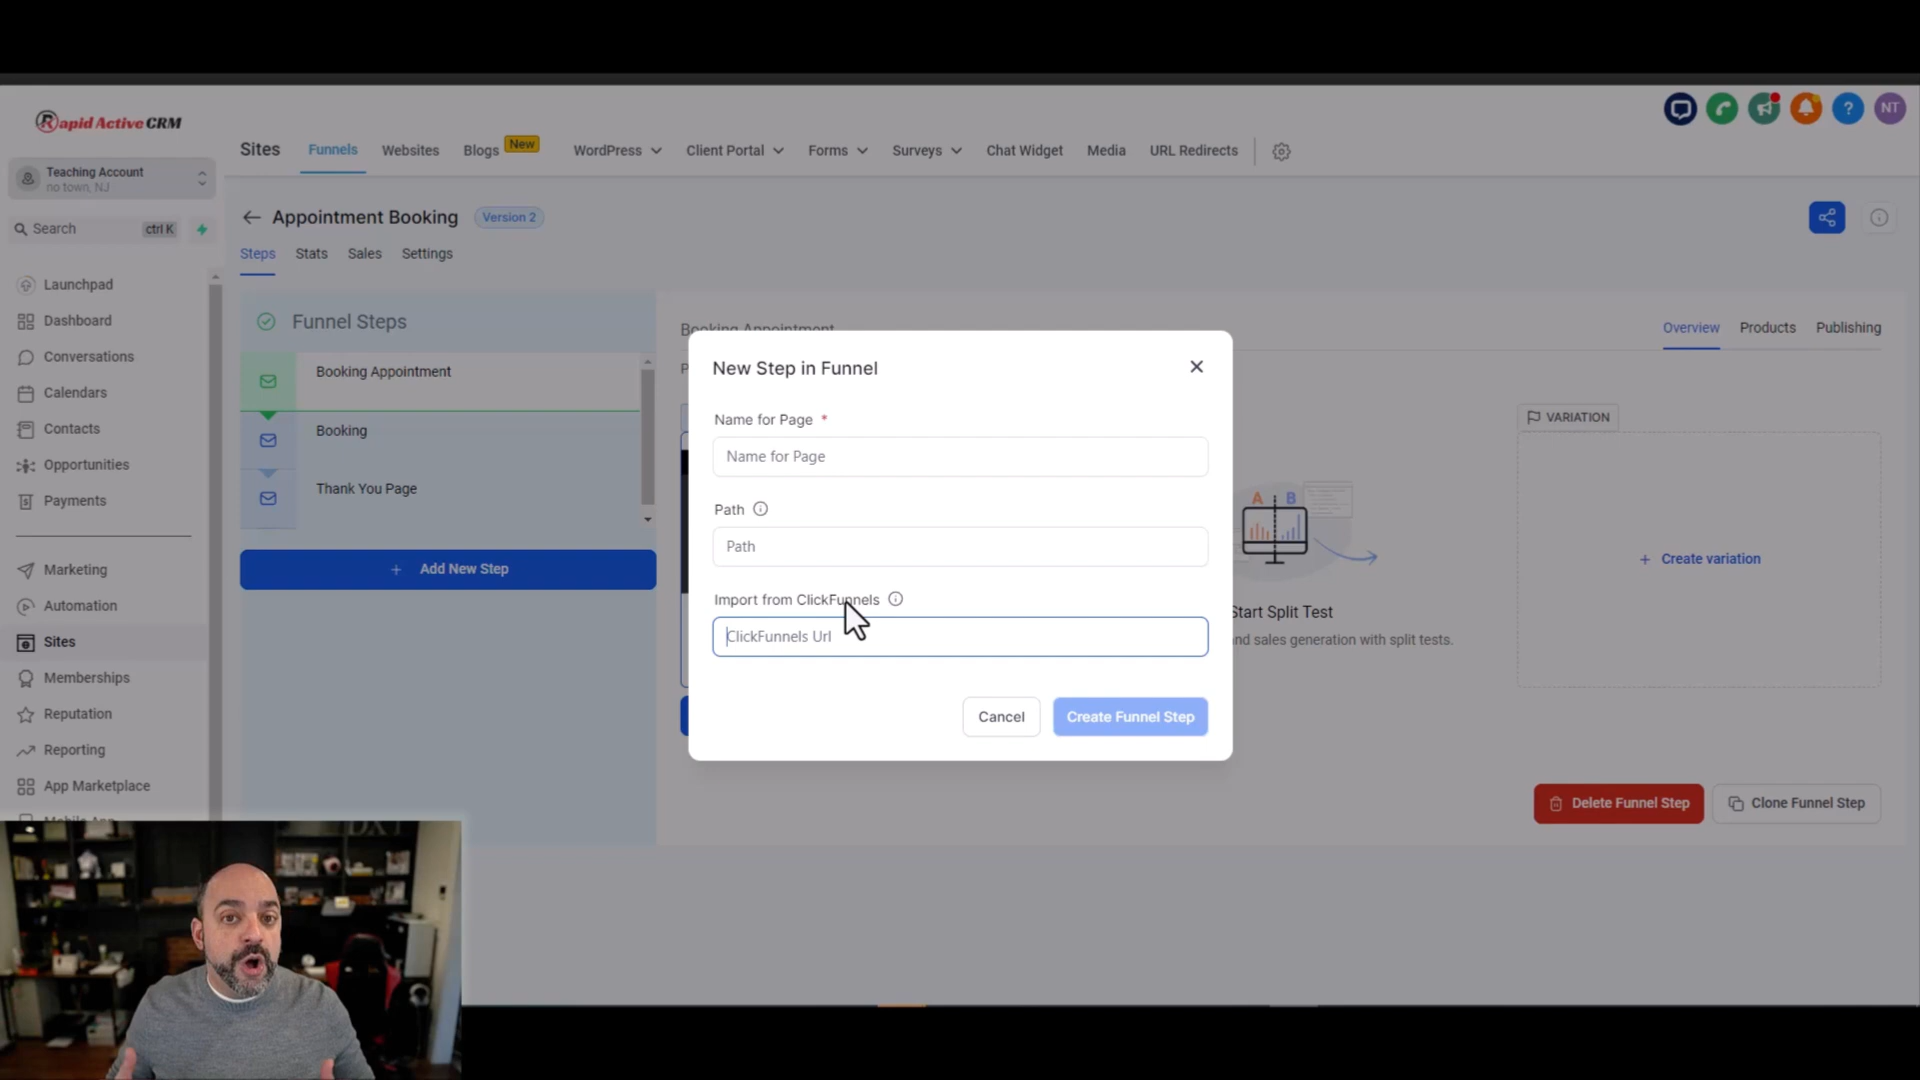 Rapid Active CRM
Teaching Account
no town, NJ
Search ctrl K
Launchpad
Dashboard
Conversations
Calendars
Contacts
Opportunities
Payments
Marketing
Automation
Sites
Memberships
Reputation
Reporting
App Marketplace
Sites Funnels Websites Blogs New WordPress Client Portal Forms Surveys Chat Widget Media URL Redirects
? NT
Appointment Booking Version 2
Steps Stats Sales Settings
Funnel Steps
Booking Appointment
Booking
Thank You Page
+ Add New Step
Booking Appointment
Overview Products Publishing
New Step in Funnel
Name for Page *
Name for Page
Path
Path
Import from ClickFunnels
ClickFunnels Url
Cancel Create Funnel Step
A B
Start Split Test
and sales generation with split tests.
VARIATION
+ Create variation
Delete Funnel Step Clone Funnel Step